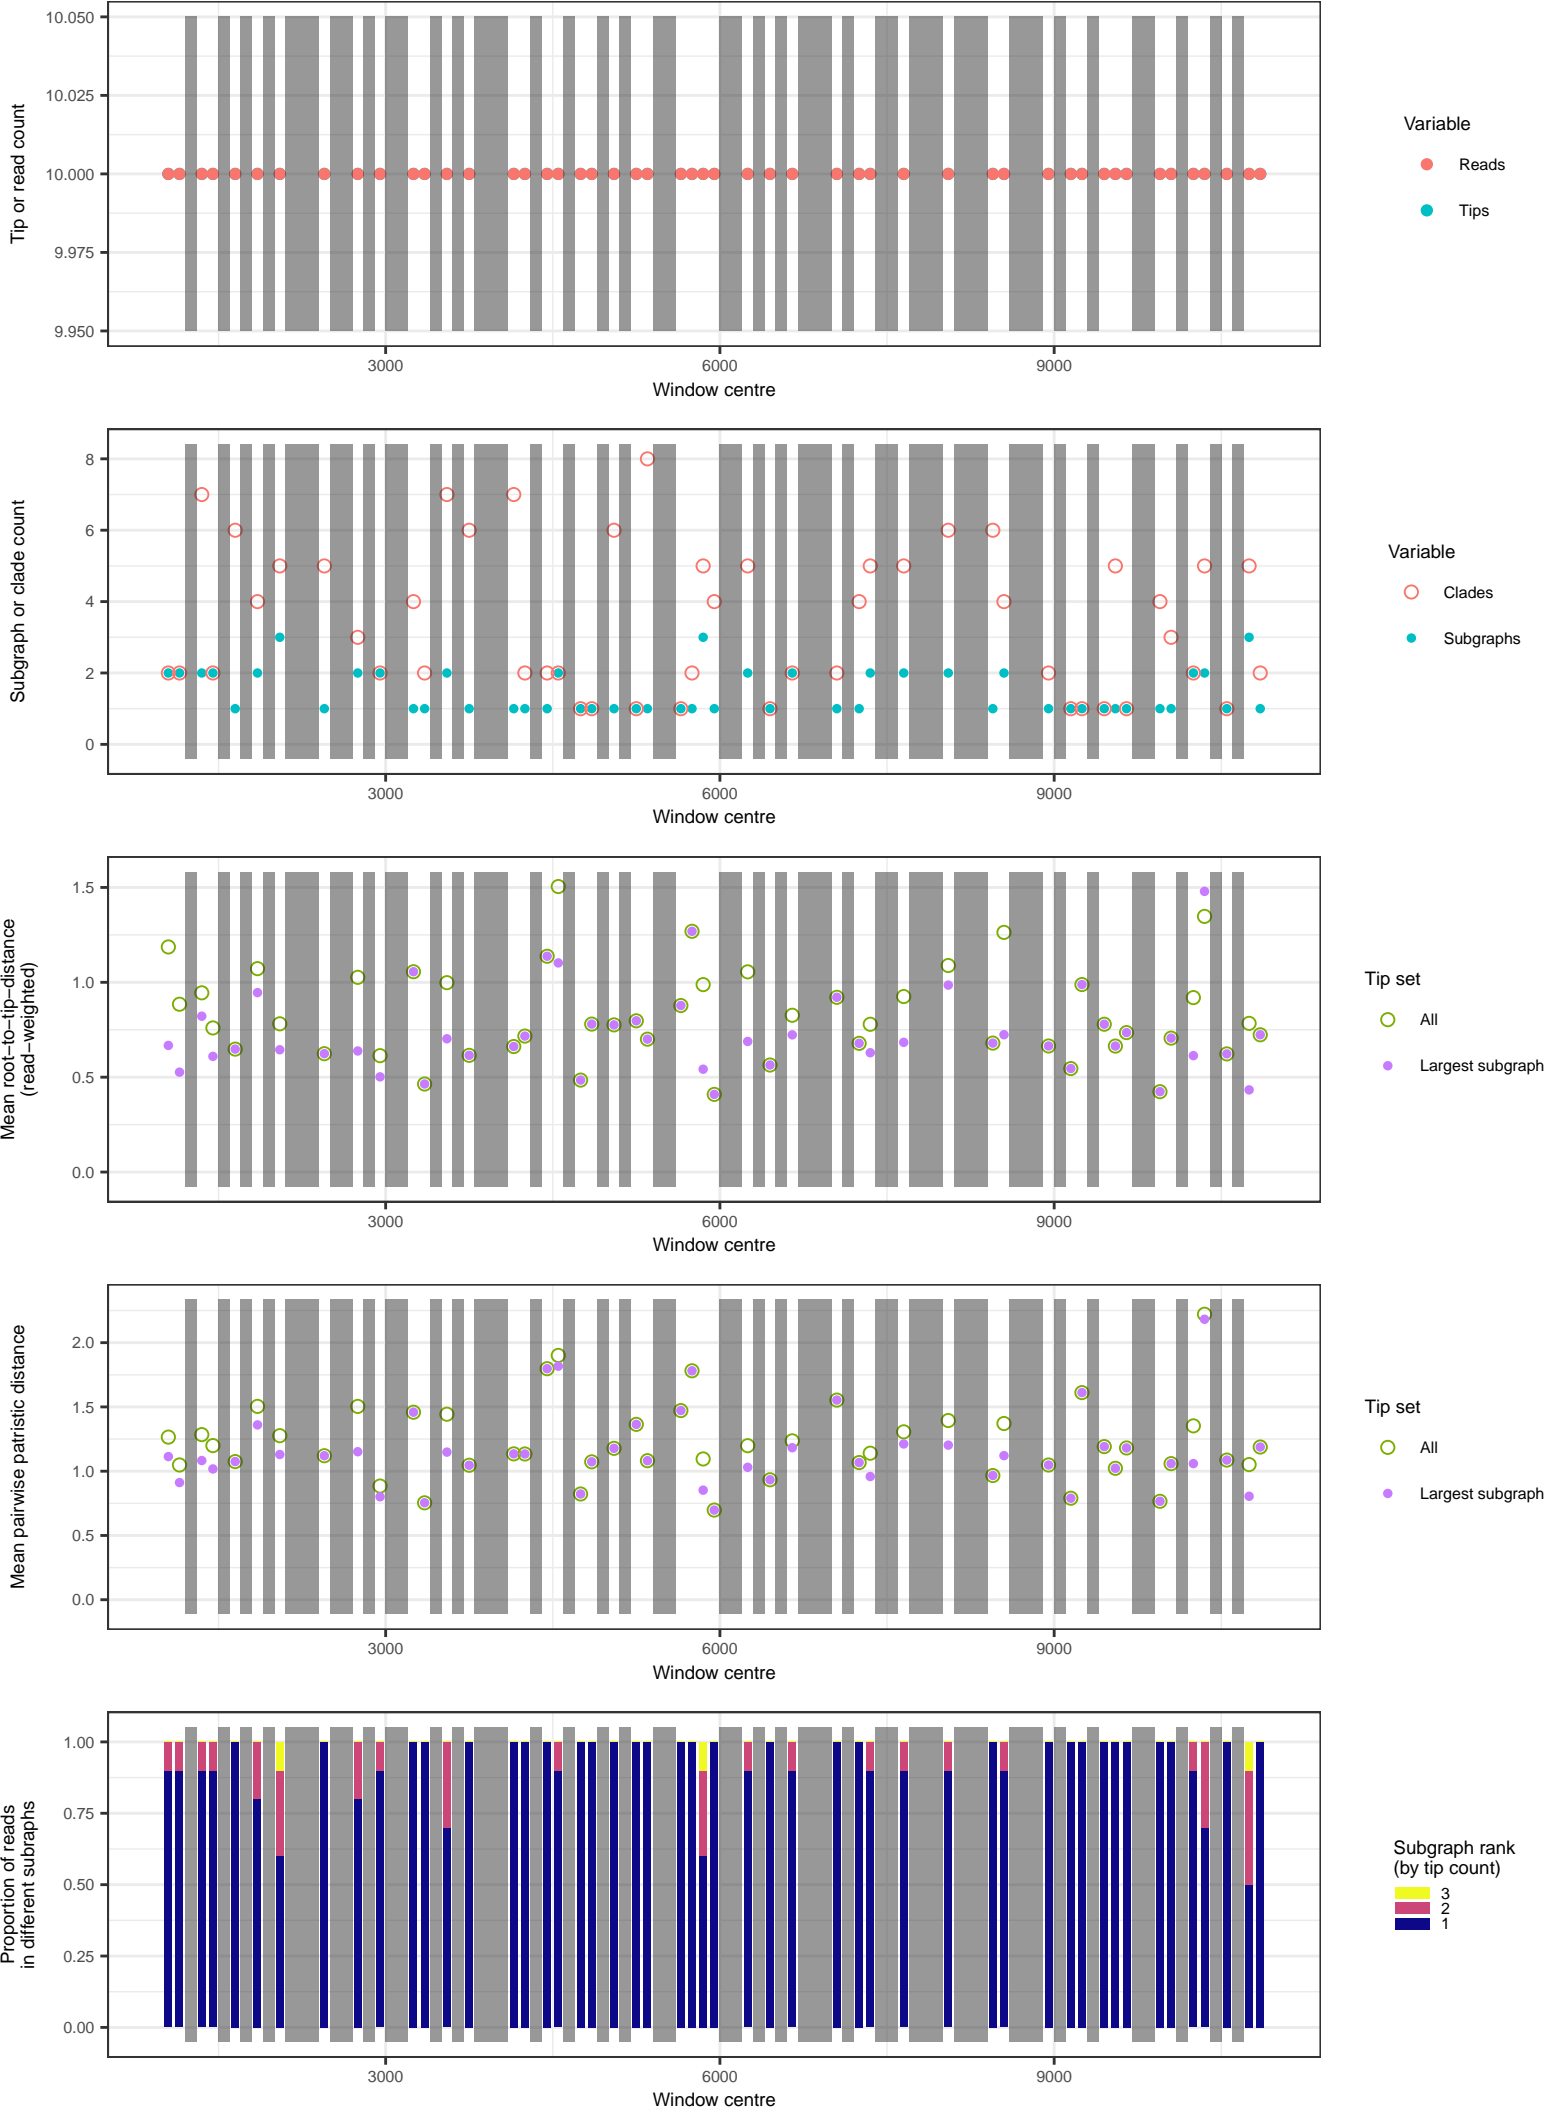 10.050
10.025
10.000
9.975
9.950
Tip or read count
3000
6000
9000
Window centre
Variable
Reads
Tips
8
6
4
2
0
Subgraph or clade count
3000
6000
9000
Window centre
Variable
Clades
Subgraphs
1.5
1.0
0.5
0.0
Mean root−to−tip−distance
(read−weighted)
3000
6000
9000
Window centre
Tip set
All
Largest subgraph
2.0
1.5
1.0
0.5
0.0
Mean pairwise patristic distance
3000
6000
9000
Window centre
Tip set
All
Largest subgraph
1.00
0.75
0.50
0.25
0.00
Proportion of reads
in different subraphs
3000
6000
9000
Window centre
Subgraph rank
(by tip count)
3
2
1